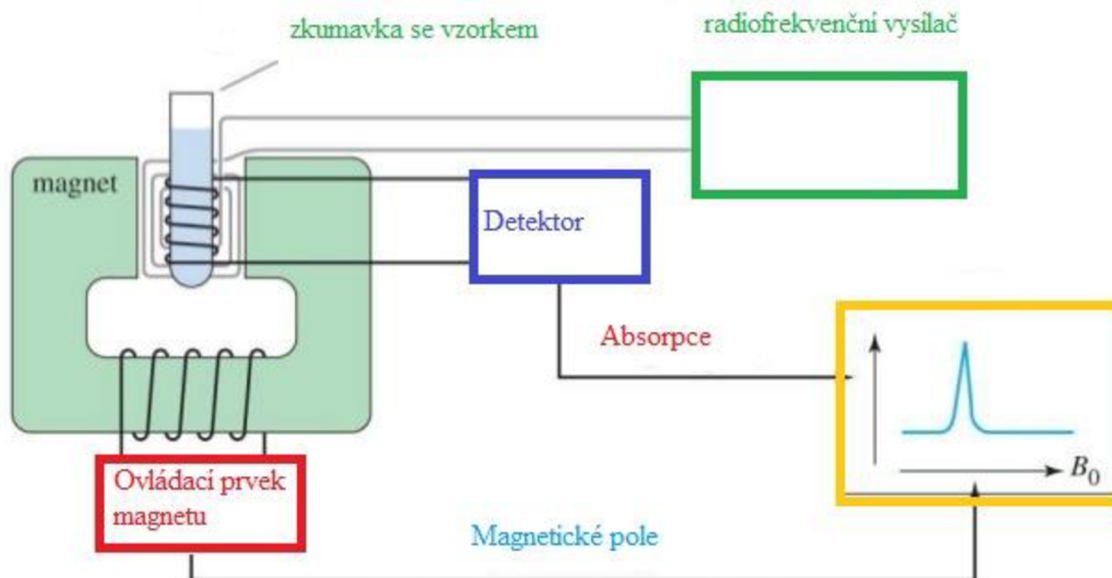 zkumavka se vzorkem
radiofrekvenční vysílač
magnet
Detektor
Absorpce
B0
Ovládací prvek
magnetu
Magnetické pole